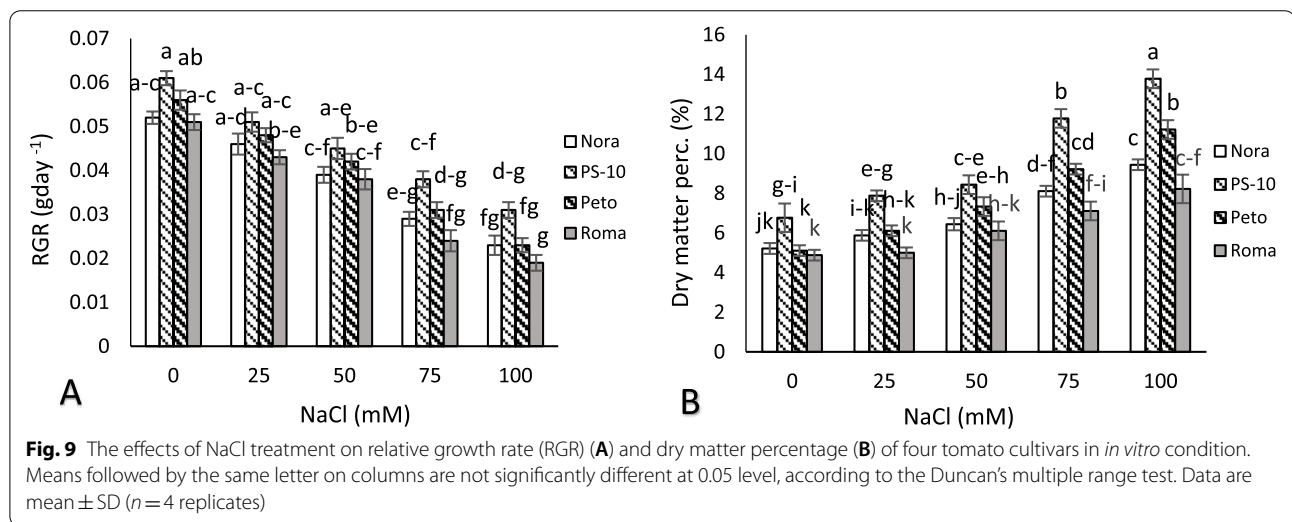 0.07
0.06
0.05
0.04
0.03
0.02
0.01
0
RGR (gday -1)
a-c a ab a-c
a-d a-c a-c b-e
c-f a-e b-e c-f
e-g c-f d-g fg
fg d-g fg g
Nora
PS-10
Peto
Roma
0 25 50 75 100
NaCl (mM)
A
16
14
12
10
8
6
4
2
0
Dry matter perc. (%)
jk g-i k k
i-k e-g h-k k
h-j c-e e-h h-k
d-f b cd f-i
c a b c-f
Nora
PS-10
Peto
Roma
0 25 50 75 100
NaCl (mM)
B
Fig. 9 The effects of NaCl treatment on relative growth rate (RGR) (A) and dry matter percentage (B) of four tomato cultivars in in vitro condition.
Means followed by the same letter on columns are not significantly different at 0.05 level, according to the Duncan's multiple range test. Data are
mean ± SD (n = 4 replicates)